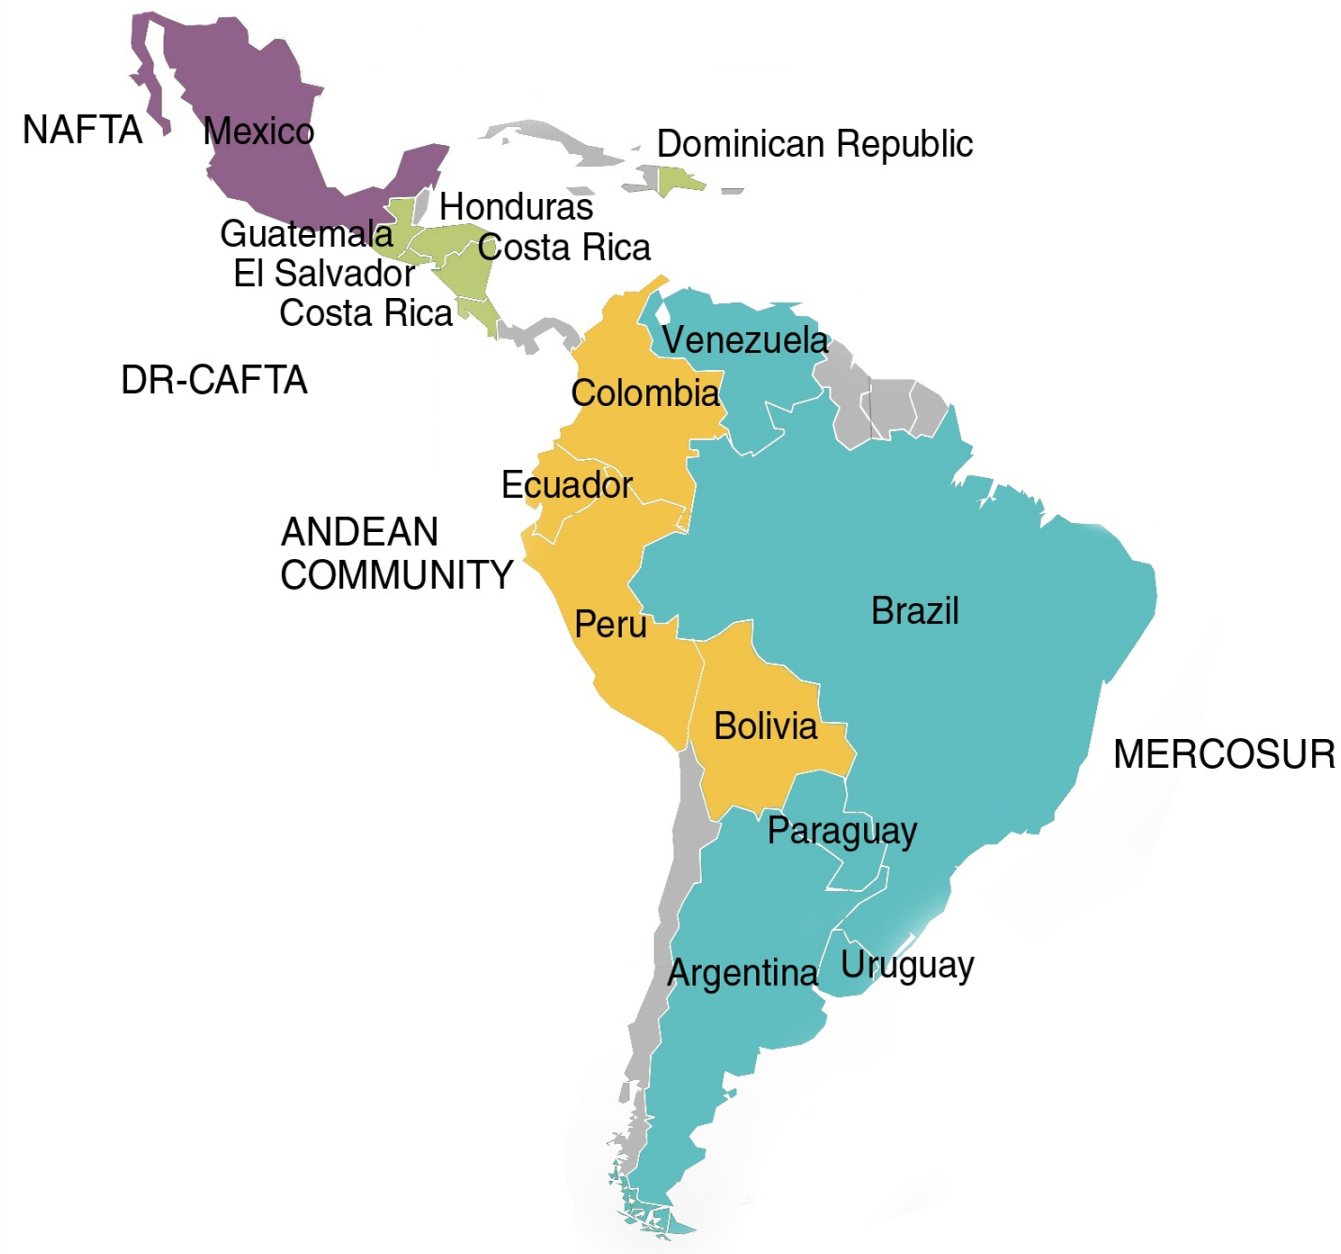 NAFTA
Mexico
Dominican Republic
Honduras
Guatemala
Costa Rica
El Salvador
Costa Rica
DR-CAFTA
Venezuela
Colombia
Ecuador
ANDEAN
COMMUNITY
Peru
Brazil
Bolivia
MERCOSUR
Paraguay
Argentina
Uruguay